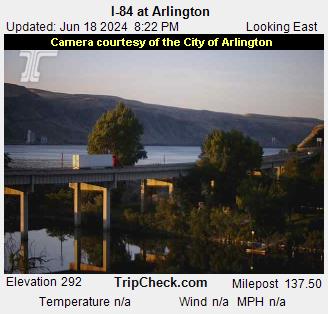 I-84 at Arlington
Updated: Jun 18 2024 8:22 PM Looking East
Camera courtesy of the City of Arlington
Elevation 292 TripCheck.com Milepost 137.50
Temperature n/a Wind n/a MPH n/a